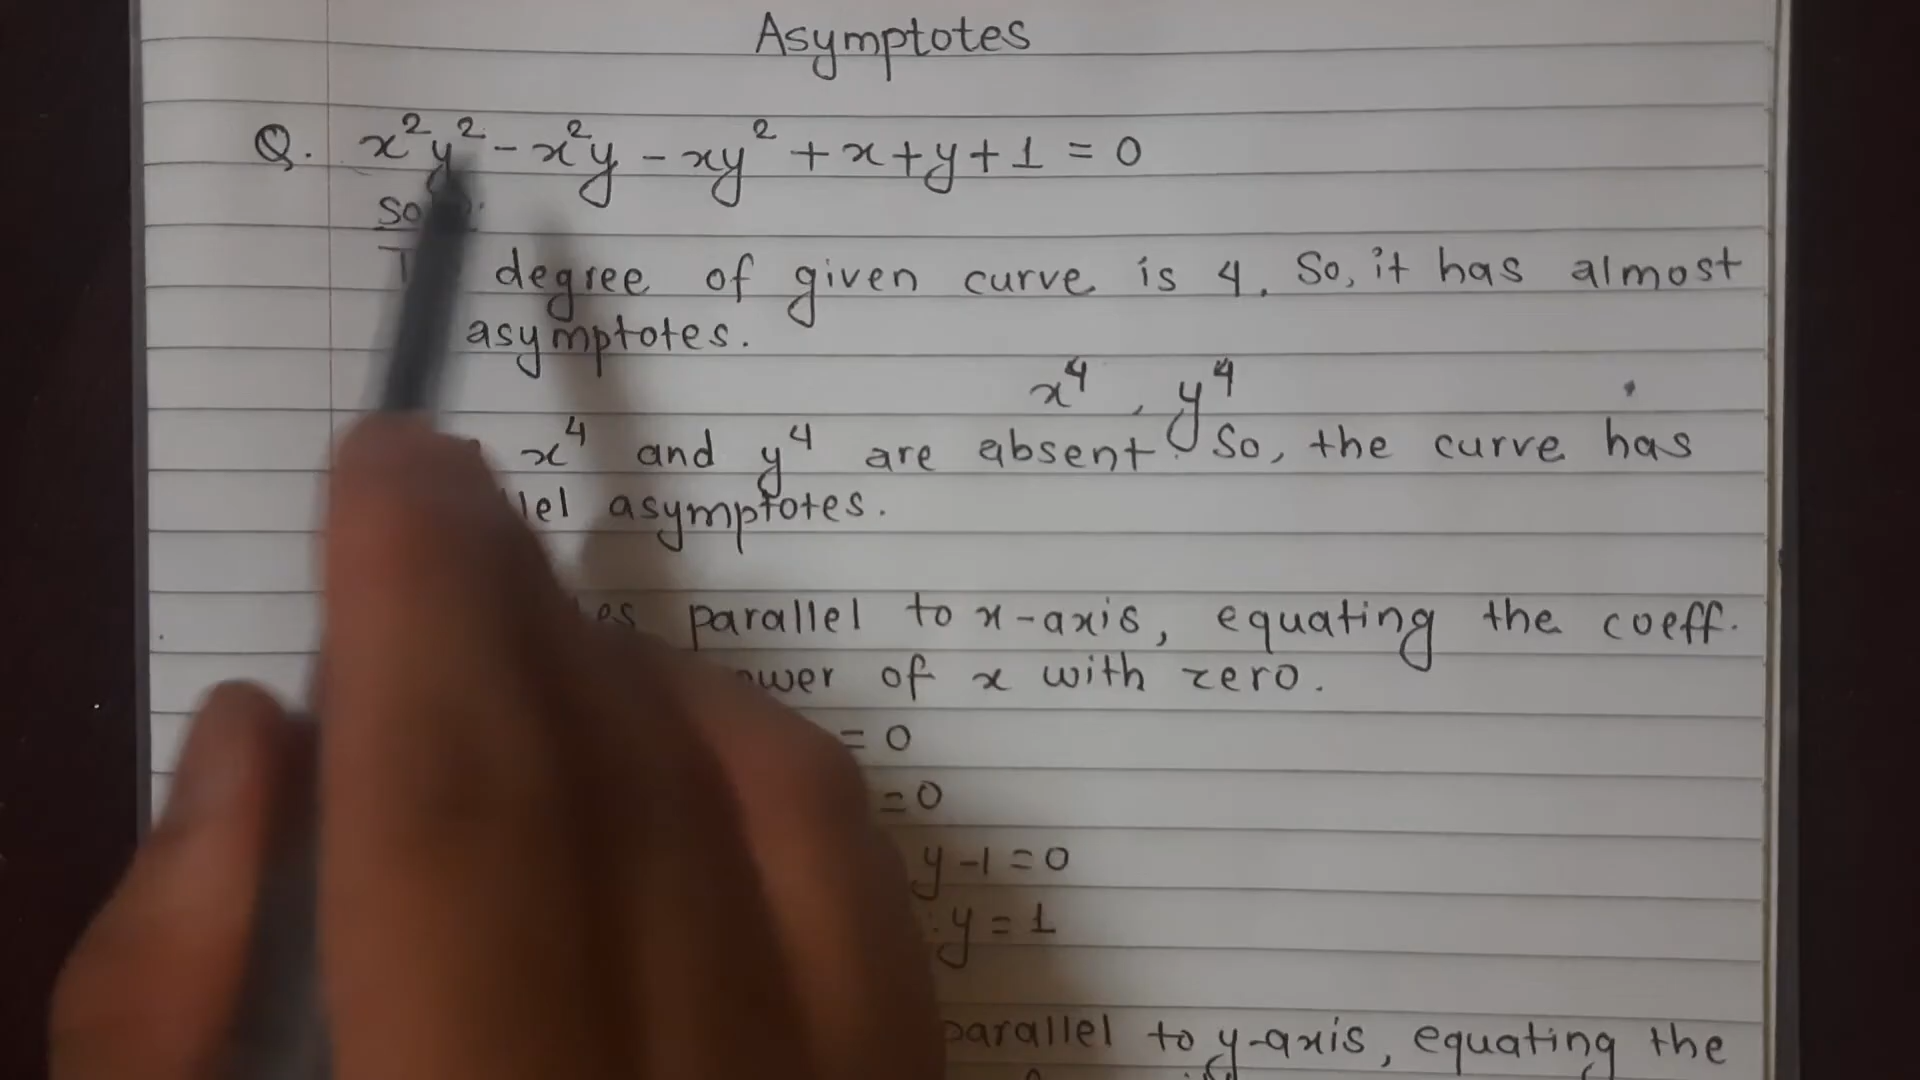 Asymptotes
Q. x²y² - x²y - xy² + x + y + 1 = 0
degree of given curve is 4. So, it has almost
asymptotes.
x⁴, y⁴
x⁴ and y⁴ are absent. So, the curve has
asymptotes.
parallel to x-axis, equating the coeff.
of x with zero.
= 0
= 0
y - 1 = 0
y = 1
parallel to y-axis, equating the